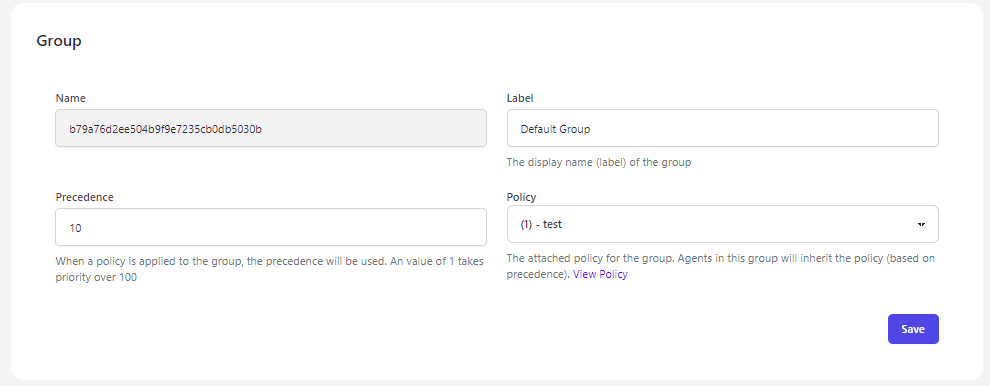 Group
Name
b79a76d2ee504b9f9e7235cb0db5030b
Label
Default Group
The display name (label) of the group
Precedence
10
When a policy is applied to the group, the precedence will be used. An value of 1 takes
priority over 100
Policy
(1) - test
The attached policy for the group. Agents in this group will inherit the policy (based on
precedence). View Policy
Save